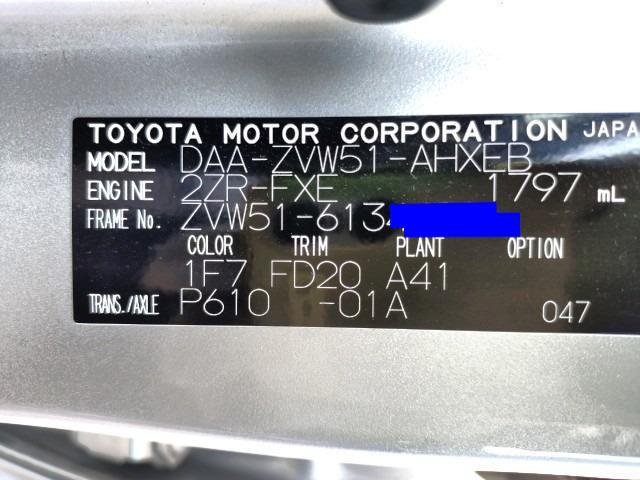 TOYOTA MOTOR CORPORATION JAPA
MODEL DAA-ZVW51-AHXEB
ENGINE 2ZR-FXE 1797 mL
FRAME No. ZVW51-6134
COLOR TRIM PLANT OPTION
1F7 FD20 A41
TRANS./AXLE P610 -01A 047